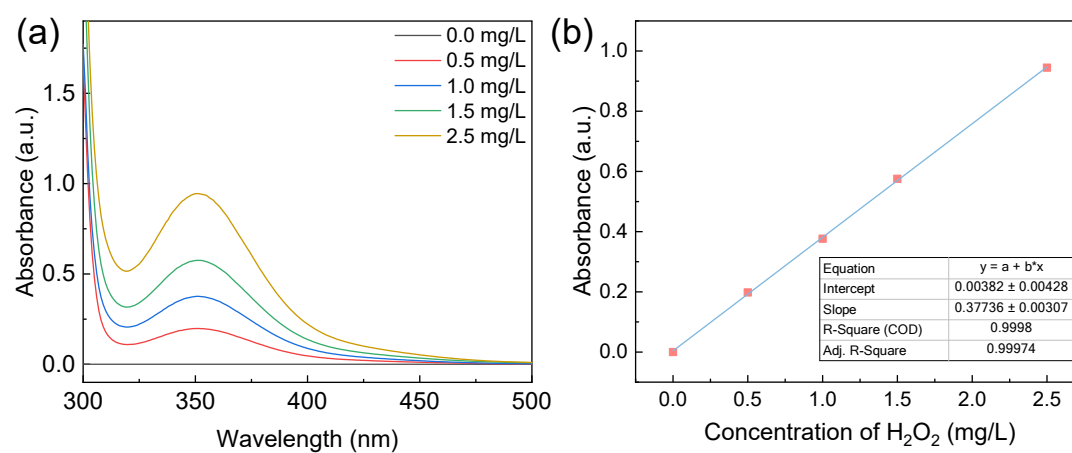 (a)
0.0 mg/L
0.5 mg/L
1.0 mg/L
1.5 mg/L
2.5 mg/L
1.5
1.0
0.5
0.0
Absorbance (a.u.)
300 350 400 450 500
Wavelength (nm)
(b)
1.0
0.8
0.6
0.4
0.2
0.0
Absorbance (a.u.)
Equation y = a + b*x
Intercept 0.00382 ± 0.00428
Slope 0.37736 ± 0.00307
R-Square (COD) 0.9998
Adj. R-Square 0.99974
0.0 0.5 1.0 1.5 2.0 2.5
Concentration of H₂O₂ (mg/L)